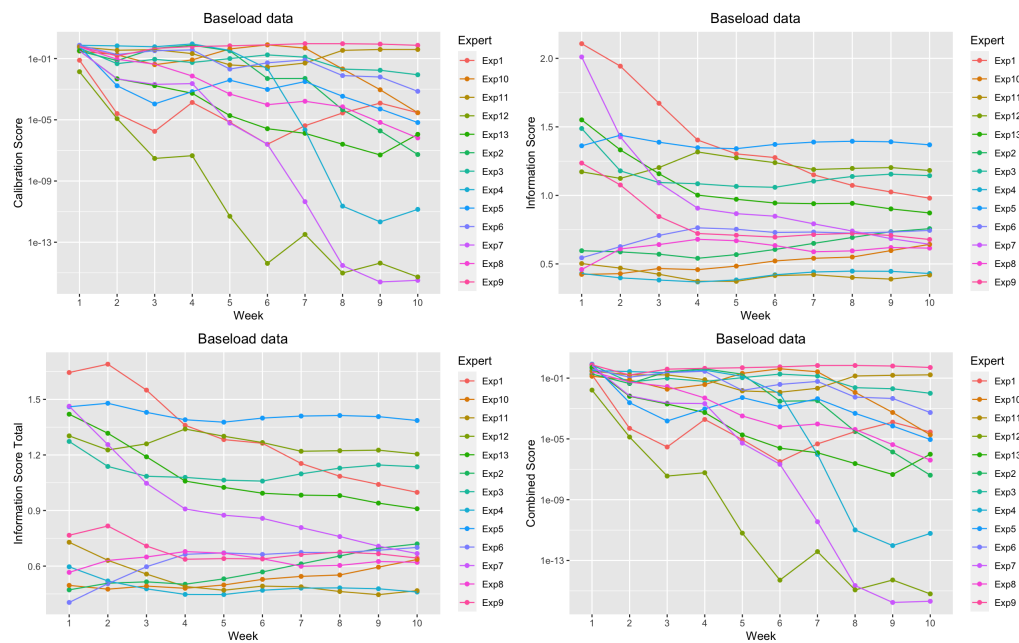 Baseload data
Calibration Score
1e-01
1e-05
1e-09
1e-13
1 2 3 4 5 6 7 8 9 10
Week
Expert
Exp1
Exp10
Exp11
Exp12
Exp13
Exp2
Exp3
Exp4
Exp5
Exp6
Exp7
Exp8
Exp9
Baseload data
Information Score
2.0
1.5
1.0
0.5
1 2 3 4 5 6 7 8 9 10
Week
Expert
Exp1
Exp10
Exp11
Exp12
Exp13
Exp2
Exp3
Exp4
Exp5
Exp6
Exp7
Exp8
Exp9
Baseload data
Information Score Total
1.5
1.2
0.9
0.6
1 2 3 4 5 6 7 8 9 10
Week
Expert
Exp1
Exp10
Exp11
Exp12
Exp13
Exp2
Exp3
Exp4
Exp5
Exp6
Exp7
Exp8
Exp9
Baseload data
Combined Score
1e-01
1e-05
1e-09
1e-13
1 2 3 4 5 6 7 8 9 10
Week
Expert
Exp1
Exp10
Exp11
Exp12
Exp13
Exp2
Exp3
Exp4
Exp5
Exp6
Exp7
Exp8
Exp9